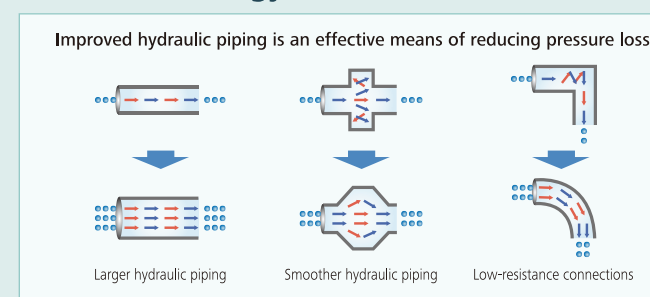 Improved hydraulic piping is an effective means of reducing pressure loss
Larger hydraulic piping
Smoother hydraulic piping
Low-resistance connections